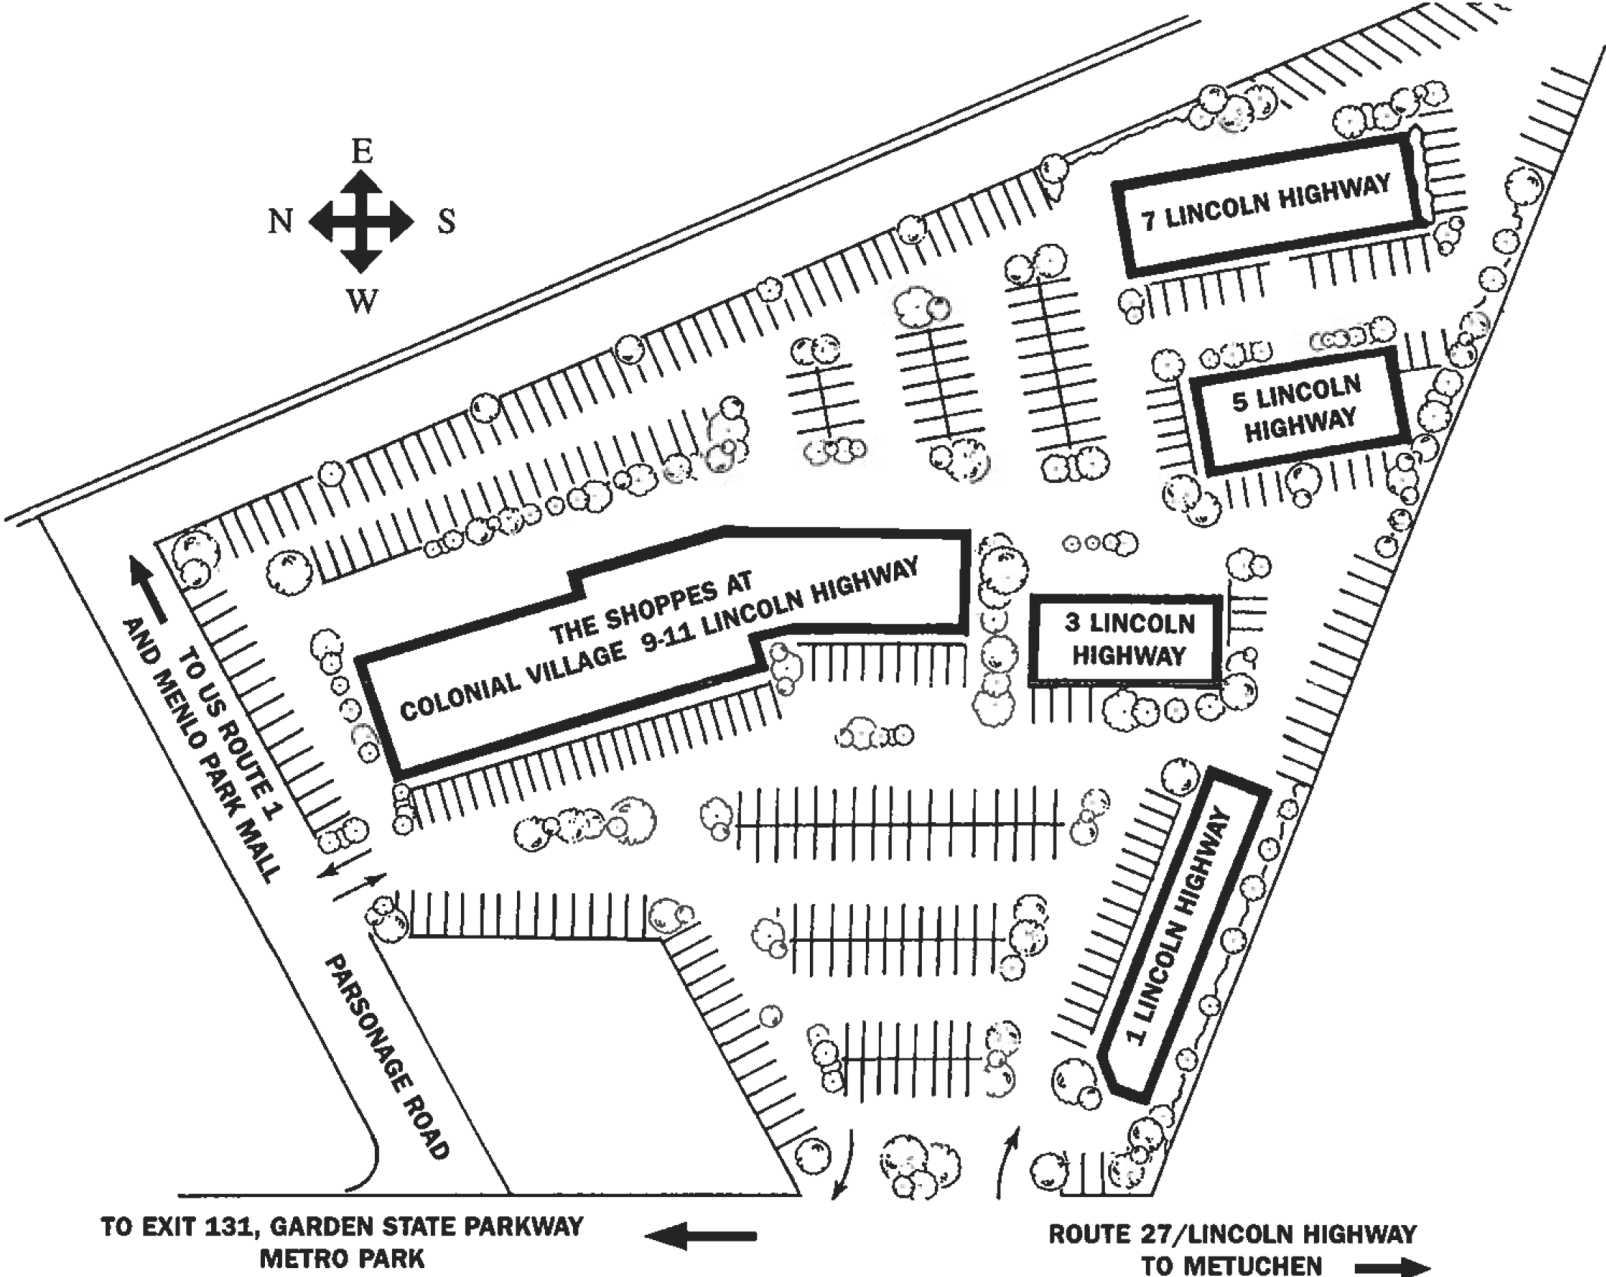 E
N
S
W
7 LINCOLN HIGHWAY
5 LINCOLN
HIGHWAY
THE SHOPPES AT
COLONIAL VILLAGE 9-11 LINCOLN HIGHWAY
3 LINCOLN
HIGHWAY
1 LINCOLN HIGHWAY
TO US ROUTE 1
AND MENLO PARK MALL
PARSONAGE ROAD
TO EXIT 131, GARDEN STATE PARKWAY
METRO PARK
ROUTE 27/LINCOLN HIGHWAY
TO METUCHEN